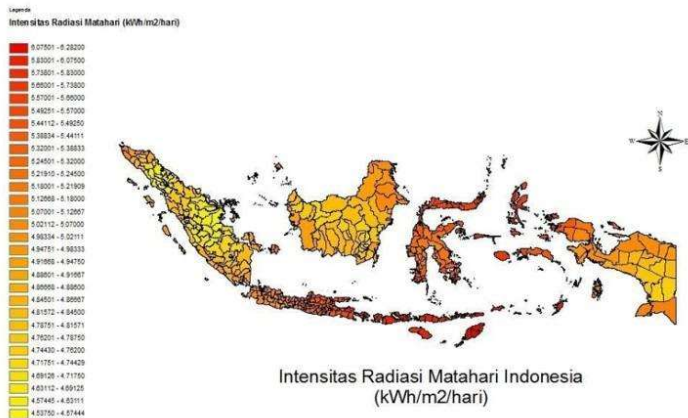 Legenda
Intensitas Radiasi Matahari (kWh/m2/hari)
6.07501 - 6.28200
5.83001 - 6.07500
5.73801 - 5.83000
5.66001 - 5.73800
5.57001 - 5.66000
5.49251 - 5.57000
5.44112 - 5.49250
5.38834 - 5.44111
5.32001 - 5.38833
5.24501 - 5.32000
5.21910 - 5.24500
5.18001 - 5.21909
5.12668 - 5.18000
5.07001 - 5.12667
5.02112 - 5.07000
4.98334 - 5.02111
4.94751 - 4.98333
4.91668 - 4.94750
4.88601 - 4.91667
4.86668 - 4.88600
4.84501 - 4.86667
4.81572 - 4.84500
4.78751 - 4.81571
4.76201 - 4.78750
4.74430 - 4.76200
4.71751 - 4.74429
4.69126 - 4.71750
4.63112 - 4.69125
4.57445 - 4.63111
4.53750 - 4.57444
N
W E
S
Intensitas Radiasi Matahari Indonesia
(kWh/m2/hari)